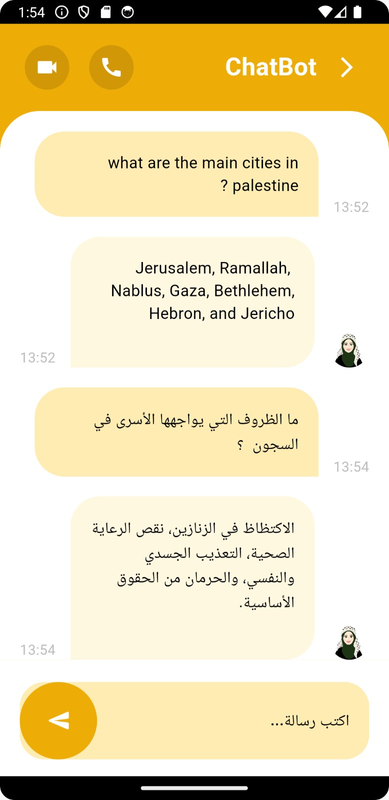 1:54
ChatBot
what are the main cities in
? palestine
13:52
Jerusalem, Ramallah,
Nablus, Gaza, Bethlehem,
Hebron, and Jericho
13:52
ما الظروف التي يواجهها الأسرى في
السجون ؟
13:54
الاكتظاظ في الزنازين، نقص الرعاية
الصحية، التعذيب الجسدي
والنفسي، والحرمان من الحقوق
الأساسية.
13:54
اكتب رسالة...